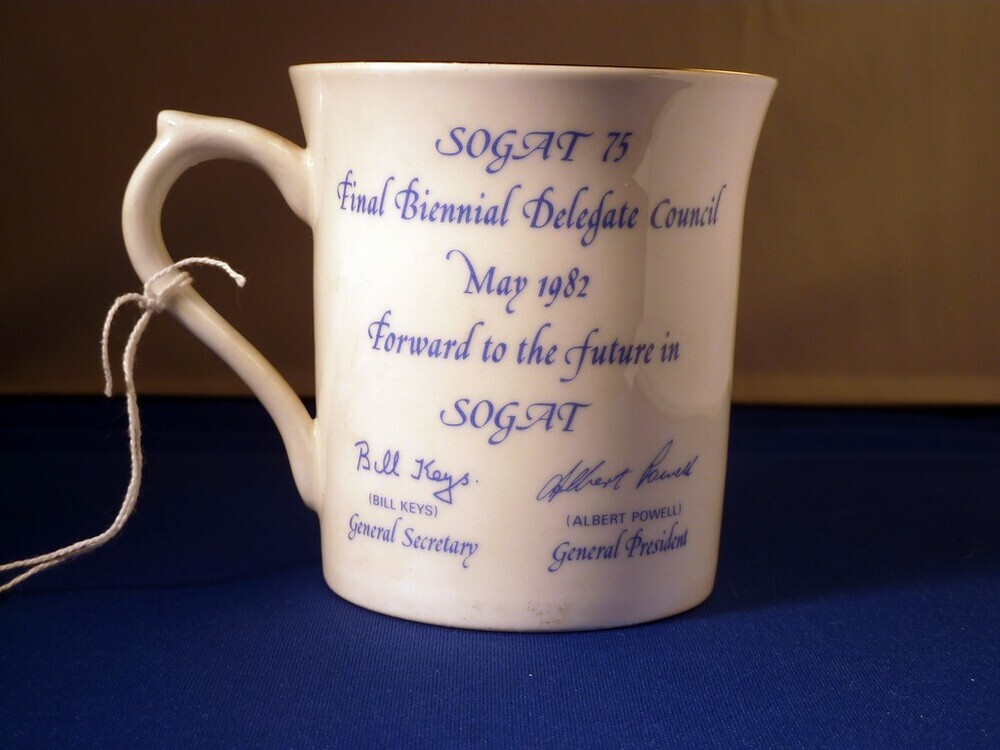 SOGAT 75
Final Biennial Delegate Council
May 1982
Forward to the future in
SOGAT
Bill Keys. Albert Powell
(BILL KEYS) (ALBERT POWELL)
General Secretary General President